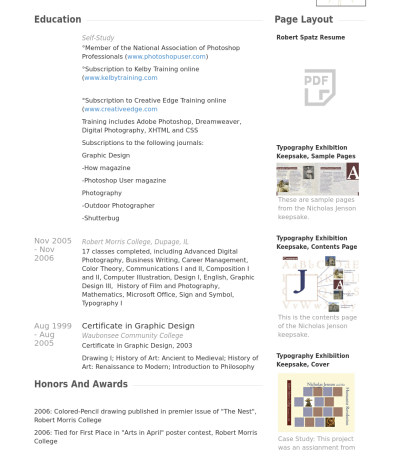 Education
Self-Study
°Member of the National Association of Photoshop
Professionals (www.photoshopuser.com)
°Subscription to Kelby Training online
(www.kelbytraining.com
°Subscription to Creative Edge Training online
(www.creativeedge.com
Training includes Adobe Photoshop, Dreamweaver,
Digital Photography, XHTML and CSS
Subscriptions to the following journals:
Graphic Design
-How magazine
-Photoshop User magazine
Photography
-Outdoor Photographer
-Shutterbug
Nov 2005
- Nov
2006
Robert Morris College, Dupage, IL
17 classes completed, including Advanced Digital
Photography, Business Writing, Career Management,
Color Theory, Communications I and II, Composition I
and II, Computer Illustration, Design I, English, Graphic
Design III, History of Film and Photography,
Mathematics, Microsoft Office, Sign and Symbol,
Typography I
Aug 1999
- Aug
2005
Certificate in Graphic Design
Waubonsee Community College
Certificate in Graphic Design, 2003
Drawing I; History of Art: Ancient to Medieval; History of
Art: Renaissance to Modern; Introduction to Philosophy
Honors And Awards
2006: Colored-Pencil drawing published in premier issue of "The Nest",
Robert Morris College
2006: Tied for First Place in "Arts in April" poster contest, Robert Morris
College
Page Layout
Robert Spatz Resume
PDF
Typography Exhibition
Keepsake, Sample Pages
A
These are sample pages
from the Nicholas Jenson
keepsake.
Typography Exhibition
Keepsake, Contents Page
J
This is the contents page
of the Nicholas Jenson
keepsake.
Typography Exhibition
Keepsake, Cover
Case Study: This project
was an assignment from